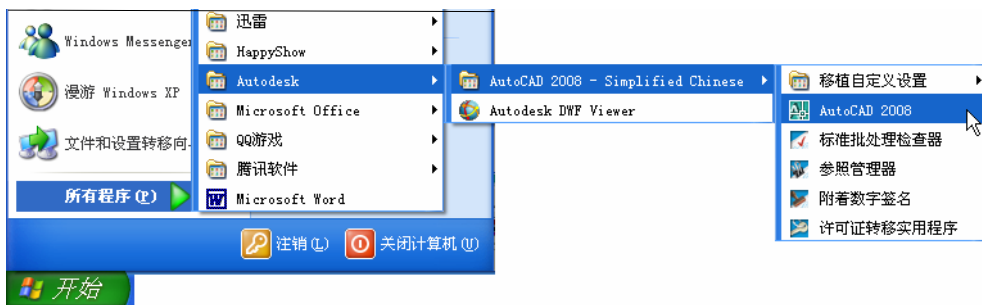 Windows Messenger
漫游 Windows XP
文件和设置转移向
所有程序(P)
迅雷
HappyShow
Autodesk
Microsoft Office
QQ游戏
腾讯软件
Microsoft Word
AutoCAD 2008 - Simplified Chinese
Autodesk DWF Viewer
移植自定义设置
AutoCAD 2008
标准批处理检查器
参照管理器
附着数字签名
许可证转移实用程序
注销(L) 关闭计算机(U)
开始